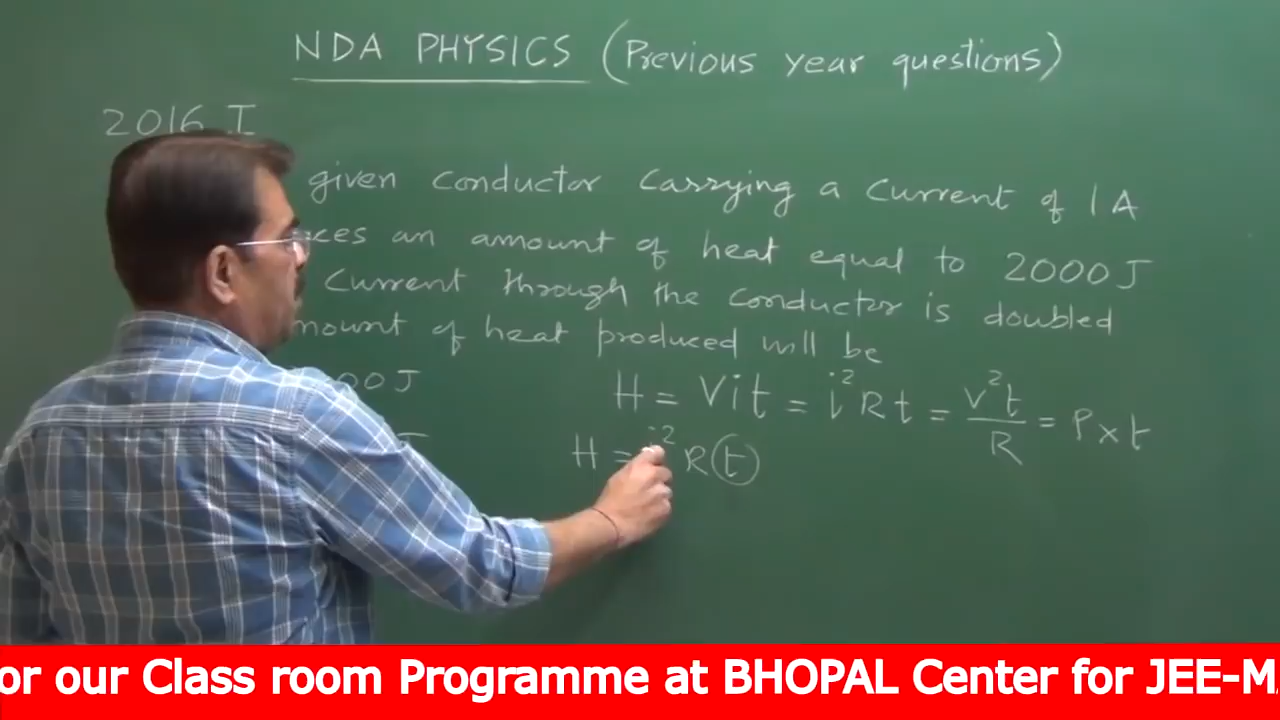 NDA PHYSICS (Previous year questions)
2016 I
given conductor carrying a current of 1A
ces an amount of heat equal to 2000J
current through the conductor is doubled
mount of heat produced will be
00J
H = Vit = i²Rt = V²t/R = P×t
J
H = i²R(t)
or our Class room Programme at BHOPAL Center for JEE-M